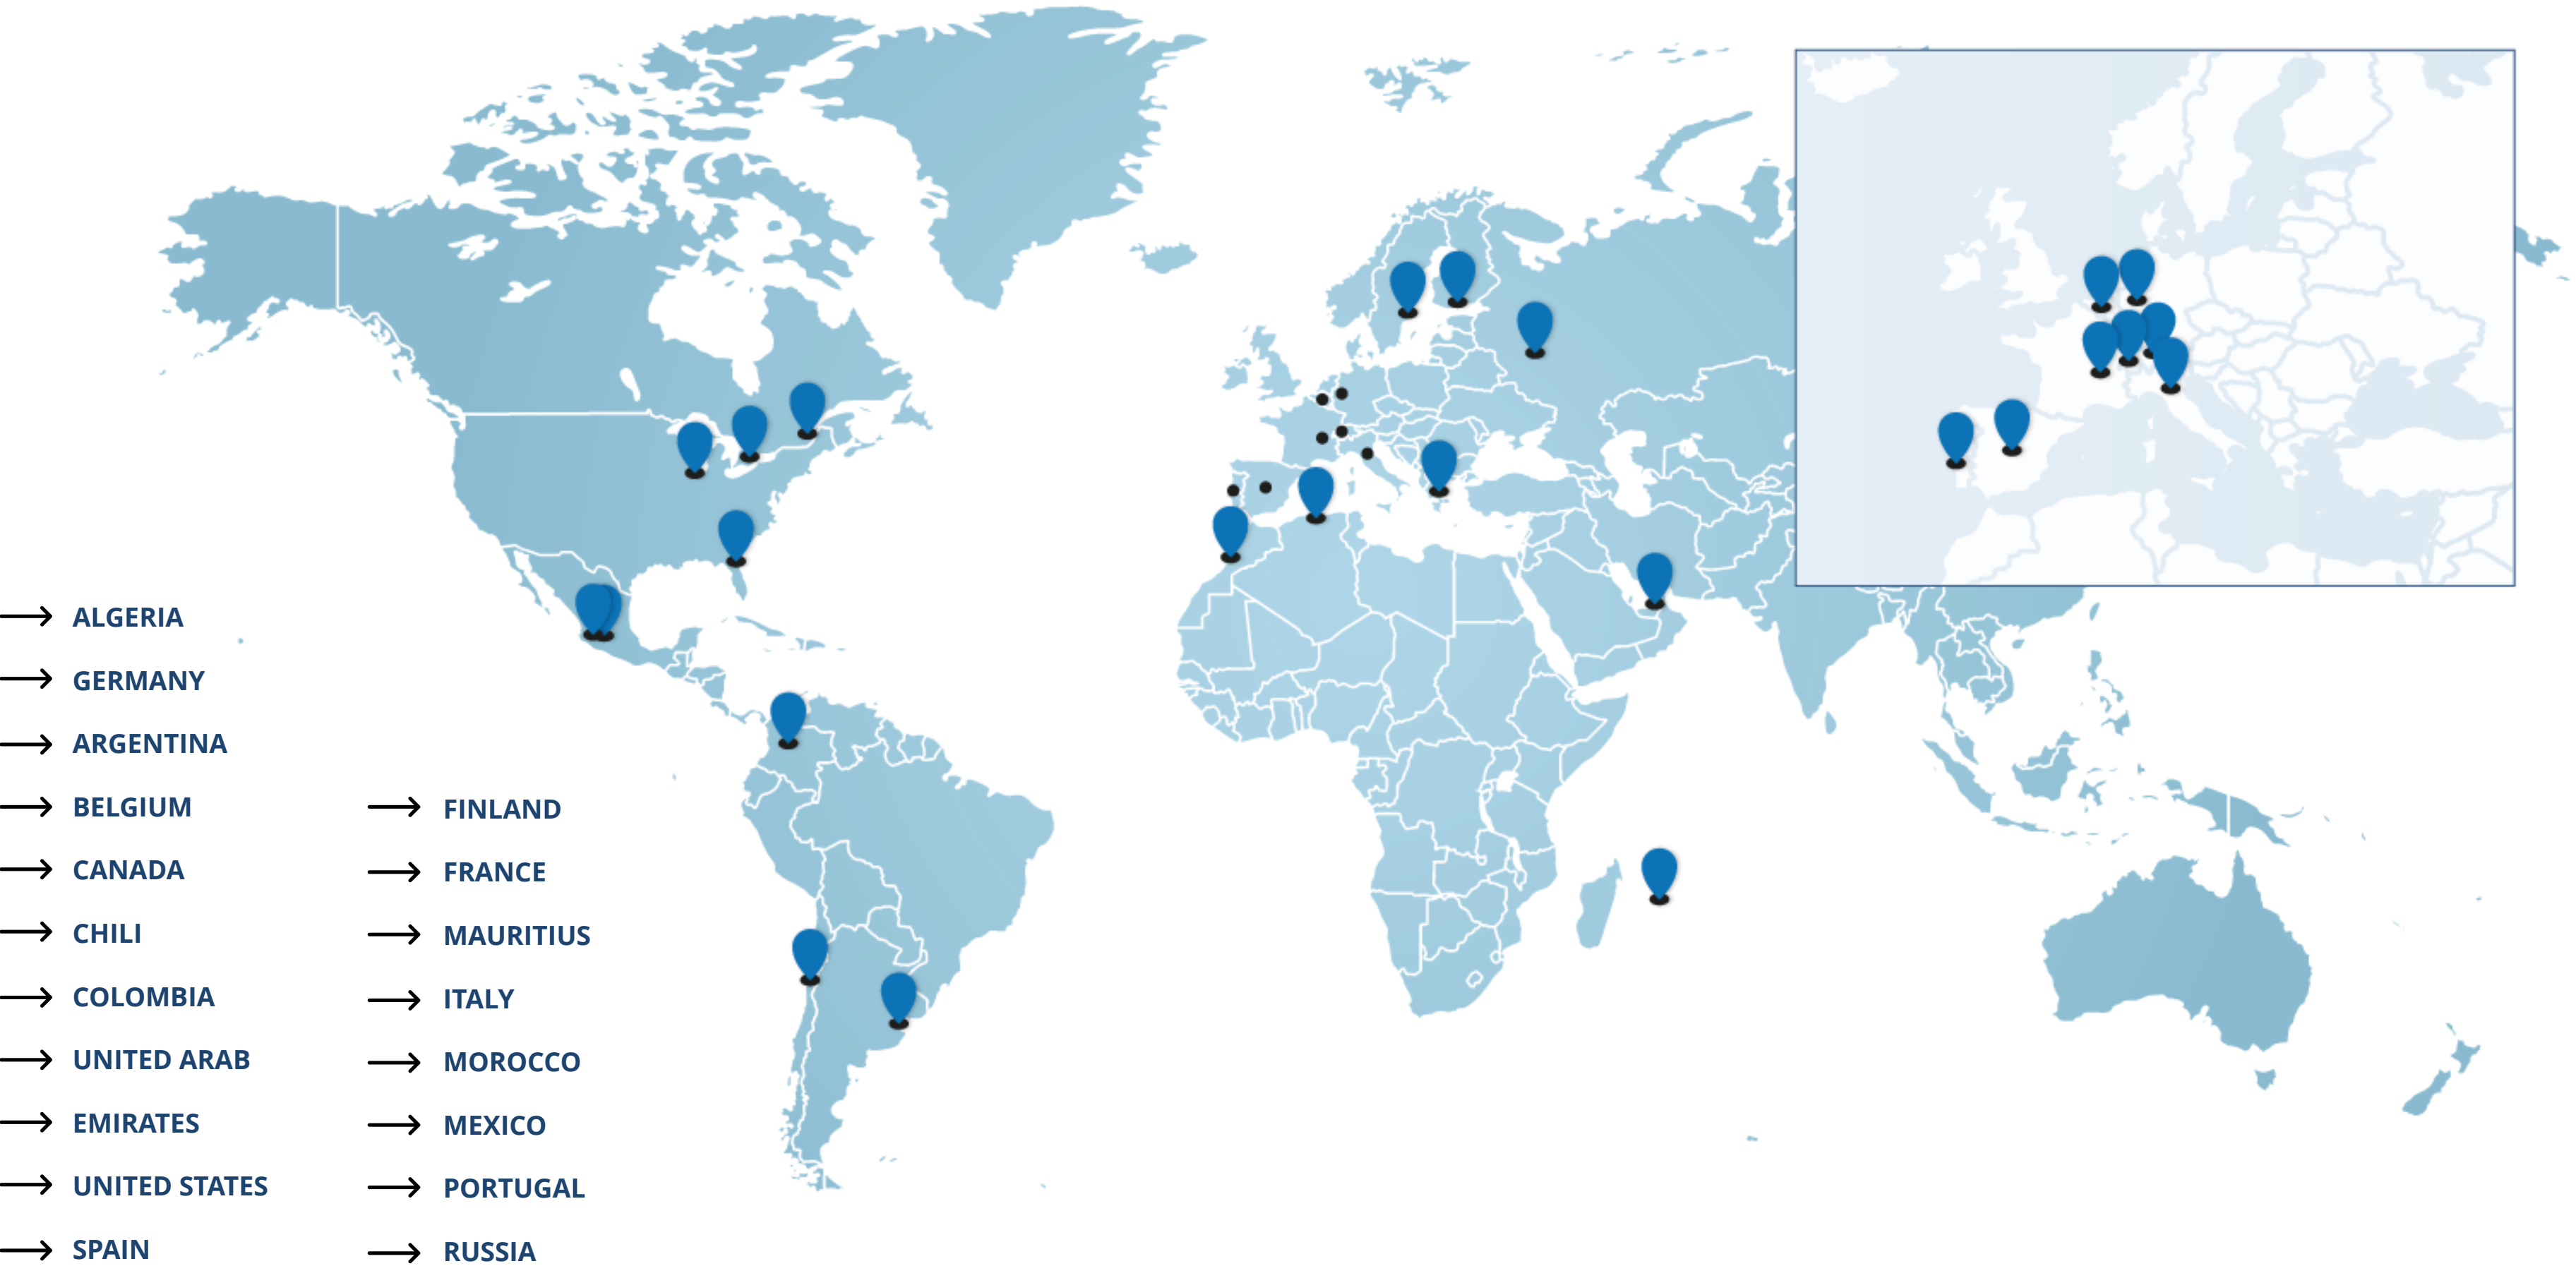 ALGERIA
GERMANY
ARGENTINA
BELGIUM
CANADA
CHILI
COLOMBIA
UNITED ARAB
EMIRATES
UNITED STATES
SPAIN
FINLAND
FRANCE
MAURITIUS
ITALY
MOROCCO
MEXICO
PORTUGAL
RUSSIA